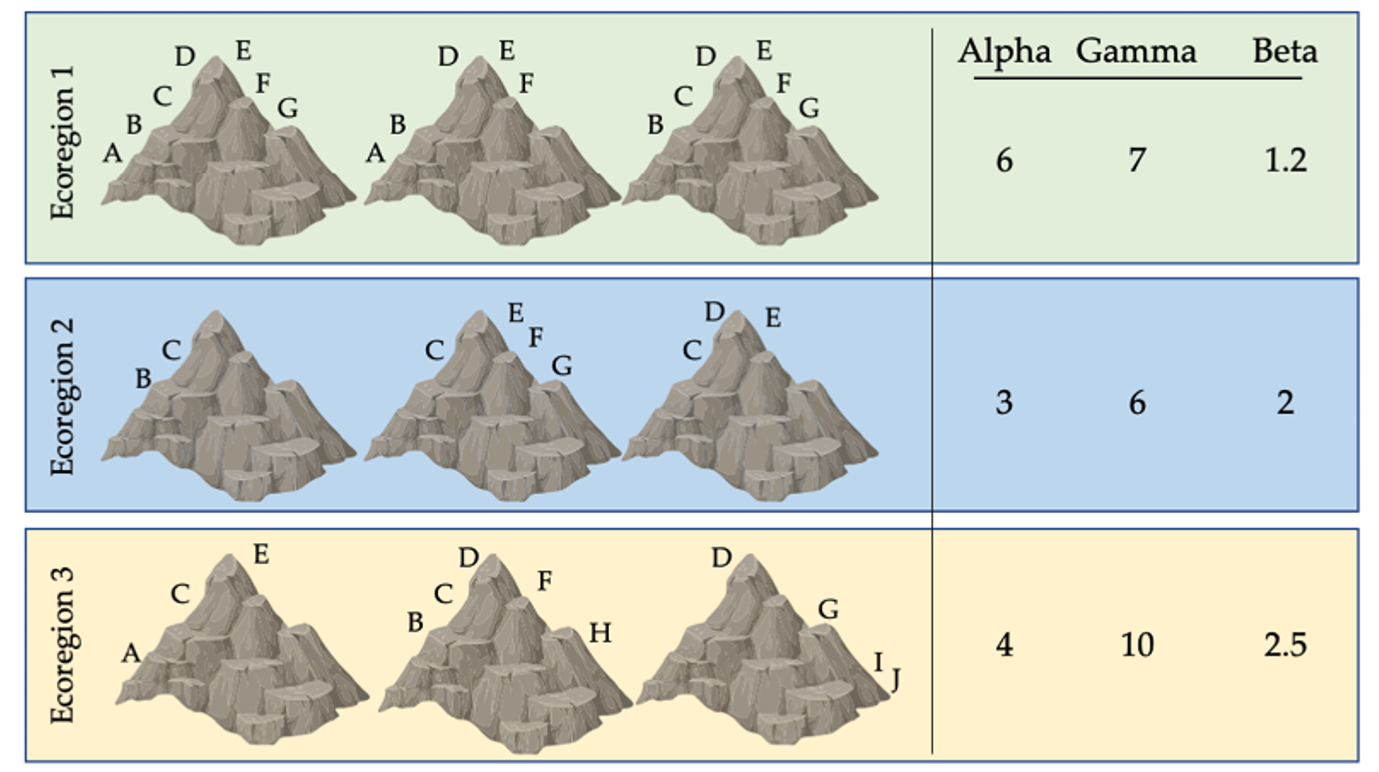 Alpha Gamma Beta
Ecoregion 1
D E D E D E
C F F C F
B G B B G
A A
6 7 1.2
Ecoregion 2
E D E
C C F C
B G
3 6 2
Ecoregion 3
E D D
C C F
B H G
A I
J
4 10 2.5